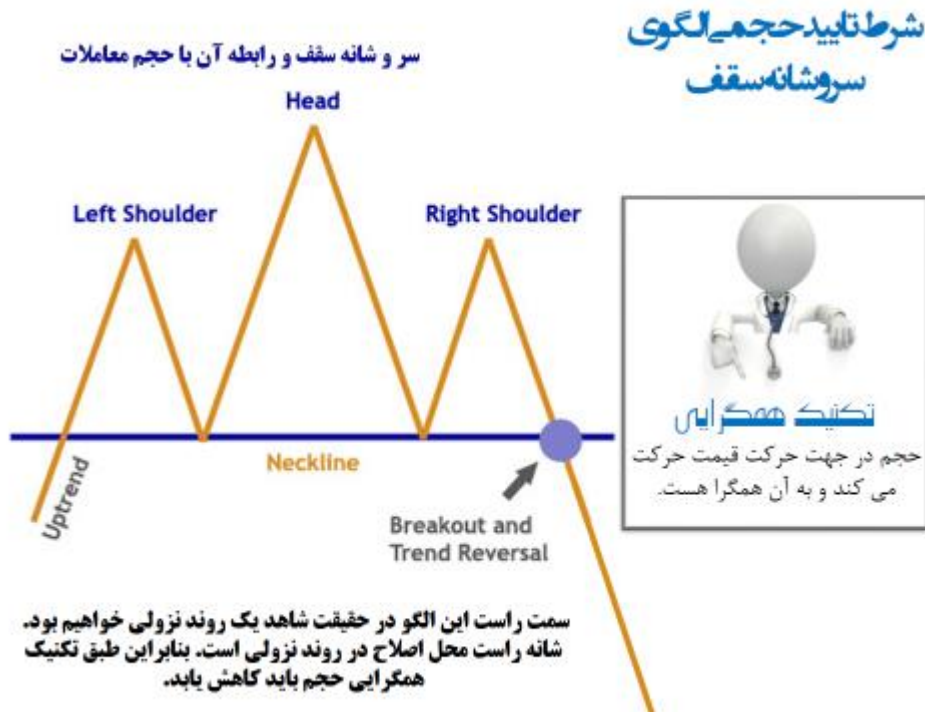 شرط تایید حجمی الگوی
سروشانه سقف
سر و شانه سقف و رابطه آن با حجم معاملات
Head
Left Shoulder
Right Shoulder
Neckline
Uptrend
Breakout and
Trend Reversal
تکنیک همگرایی
حجم در جهت حرکت قیمت حرکت
می کند و به آن همگرا هست.
سمت راست این الگو در حقیقت شاهد یک روند نزولی خواهیم بود.
شانه راست محل اصلاح در روند نزولی است. بنابراین طبق تکنیک
همگرایی حجم باید کاهش یابد.